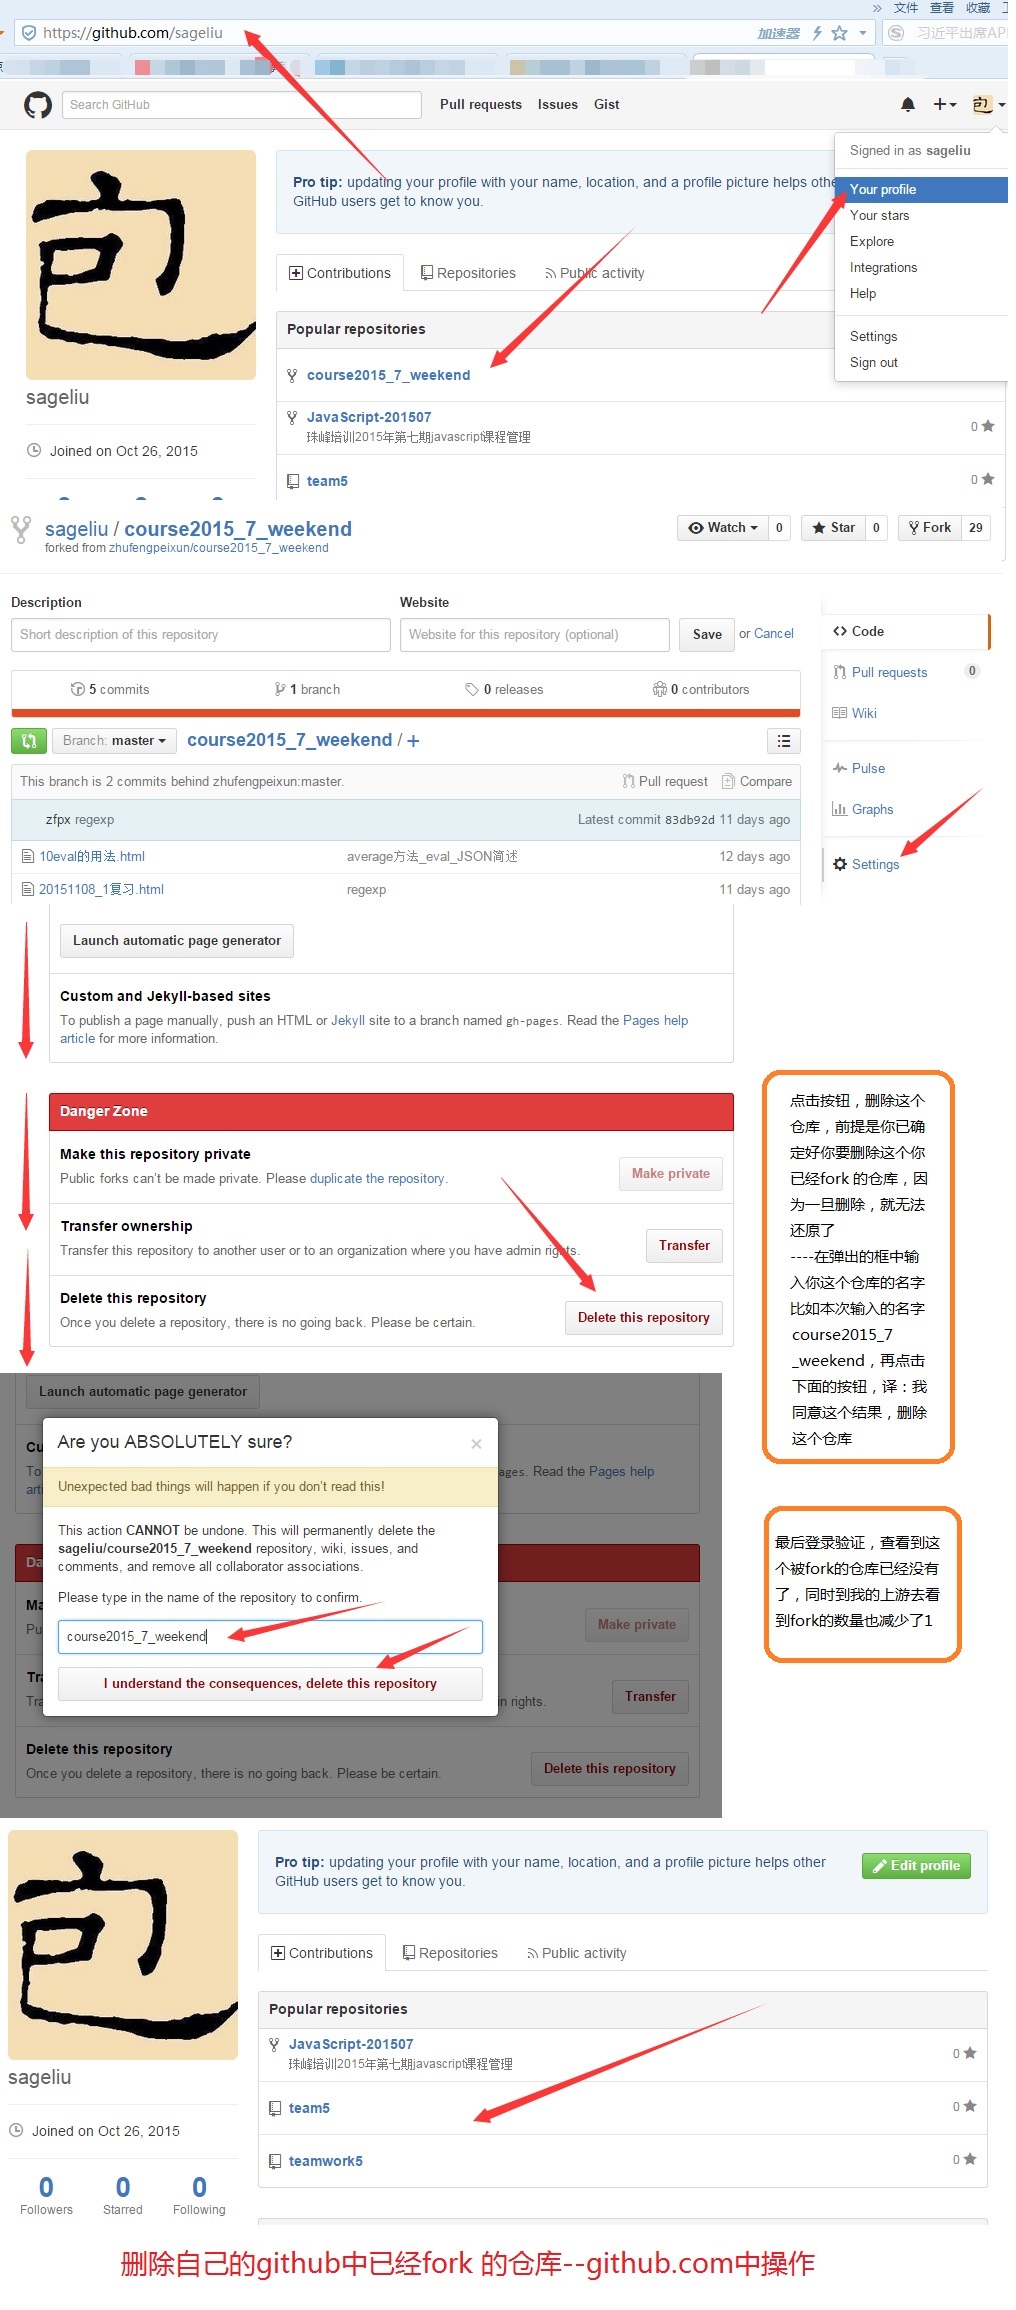 文件 查看 收藏
https://github.com/sageliu
加速器
习近平出席AP
Search GitHub
Pull requests Issues Gist
Signed in as sageliu
Your profile
Your stars
Explore
Integrations
Help
Settings
Sign out
Pro tip: updating your profile with your name, location, and a profile picture helps othe
GitHub users get to know you.
Contributions Repositories Public activity
Popular repositories
course2015_7_weekend
JavaScript-201507
珠峰培训2015年第七期javascript课程管理
0
team5
0
sageliu
Joined on Oct 26, 2015
sageliu / course2015_7_weekend
forked from zhufengpeixun/course2015_7_weekend
Watch 0 Star 0 Fork 29
Description
Website
Short description of this repository
Website for this repository (optional)
Save or Cancel
5 commits 1 branch 0 releases 0 contributors
Branch: master course2015_7_weekend / +
This branch is 2 commits behind zhufengpeixun:master. Pull request Compare
zfpx regexp Latest commit 83db92d 11 days ago
10eval的用法.html average方法_eval_JSON简述 12 days ago
20151108_1复习.html regexp 11 days ago
Code
Pull requests 0
Wiki
Pulse
Graphs
Settings
Launch automatic page generator
Custom and Jekyll-based sites
To publish a page manually, push an HTML or Jekyll site to a branch named gh-pages. Read the Pages help
article for more information.
Danger Zone
Make this repository private
Public forks can't be made private. Please duplicate the repository.
Make private
Transfer ownership
Transfer this repository to another user or to an organization where you have admin rights.
Transfer
Delete this repository
Once you delete a repository, there is no going back. Please be certain.
Delete this repository
点击按钮，删除这个
仓库，前提是你已确
定好你要删除这个你
已经fork 的仓库，因
为一旦删除，就无法
还原了
----在弹出的框中输
入你这个仓库的名字
比如本次输入的名字
course2015_7
_weekend，再点击
下面的按钮，译：我
同意这个结果，删除
这个仓库
Launch automatic page generator
Cu
To
arti
ages. Read the Pages help
Da
Ma
Pu
Make private
Tra
Tra
n rights.
Transfer
Are you ABSOLUTELY sure?
Unexpected bad things will happen if you don't read this!
This action CANNOT be undone. This will permanently delete the
sageliu/course2015_7_weekend repository, wiki, issues, and
comments, and remove all collaborator associations.
Please type in the name of the repository to confirm.
course2015_7_weekend
I understand the consequences, delete this repository
Delete this repository
Once you delete a repository, there is no going back. Please be certain.
Delete this repository
最后登录验证，查看到这
个被fork的仓库已经没有
了，同时到我的上游去看
到fork的数量也减少了1
Pro tip: updating your profile with your name, location, and a profile picture helps other
GitHub users get to know you.
Edit profile
Contributions Repositories Public activity
Popular repositories
JavaScript-201507
珠峰培训2015年第七期javascript课程管理
0
team5
0
teamwork5
0
sageliu
Joined on Oct 26, 2015
0 0 0
Followers Starred Following
删除自己的github中已经fork 的仓库--github.com中操作